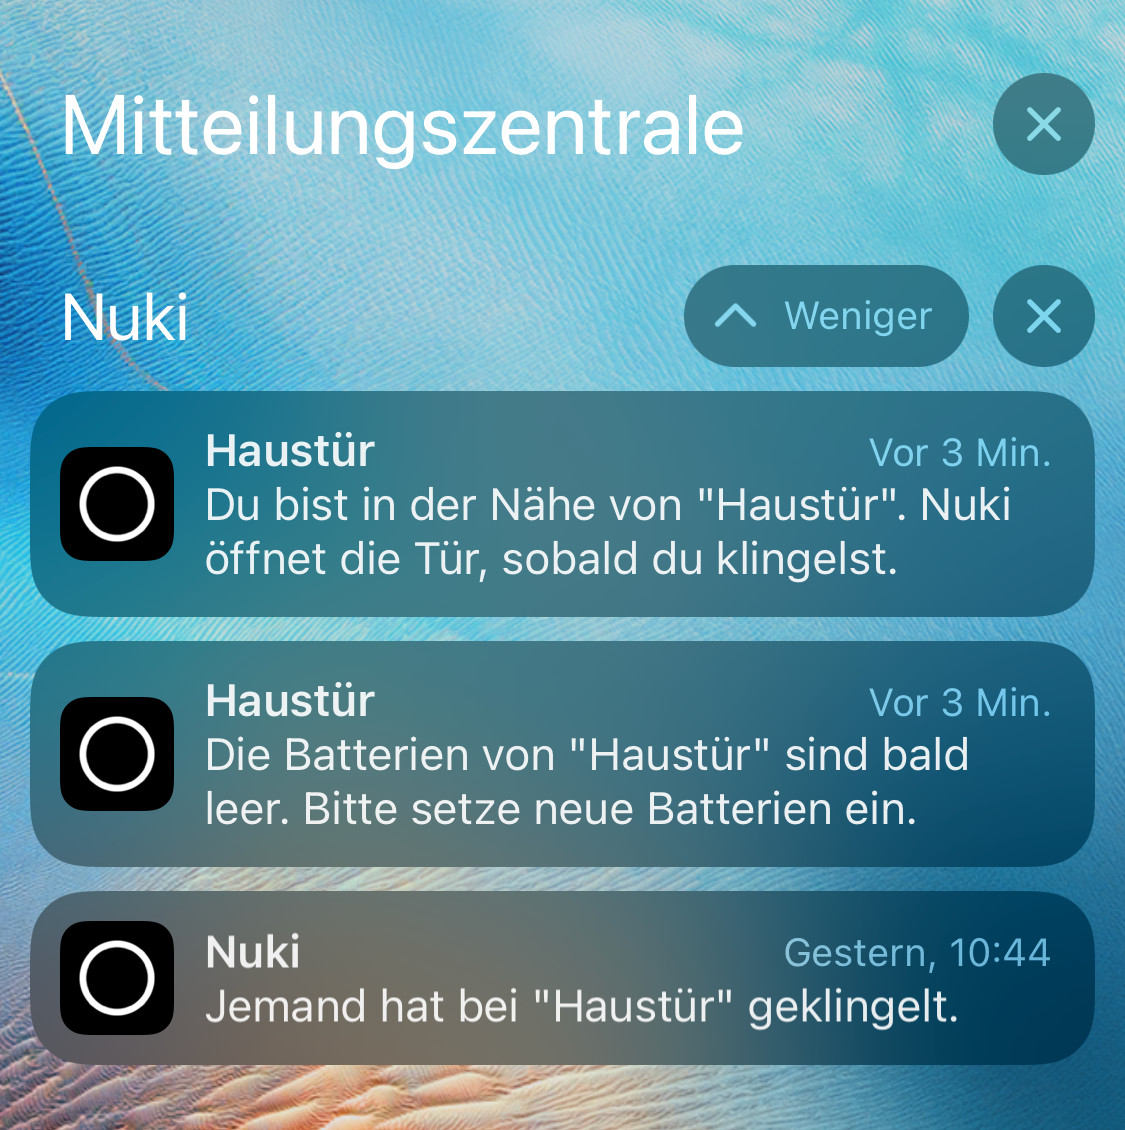 Mitteilungszentrale
Nuki
Weniger
Haustür
Vor 3 Min.
Du bist in der Nähe von "Haustür". Nuki
öffnet die Tür, sobald du klingelst.
Haustür
Vor 3 Min.
Die Batterien von "Haustür" sind bald
leer. Bitte setze neue Batterien ein.
Nuki
Gestern, 10:44
Jemand hat bei "Haustür" geklingelt.